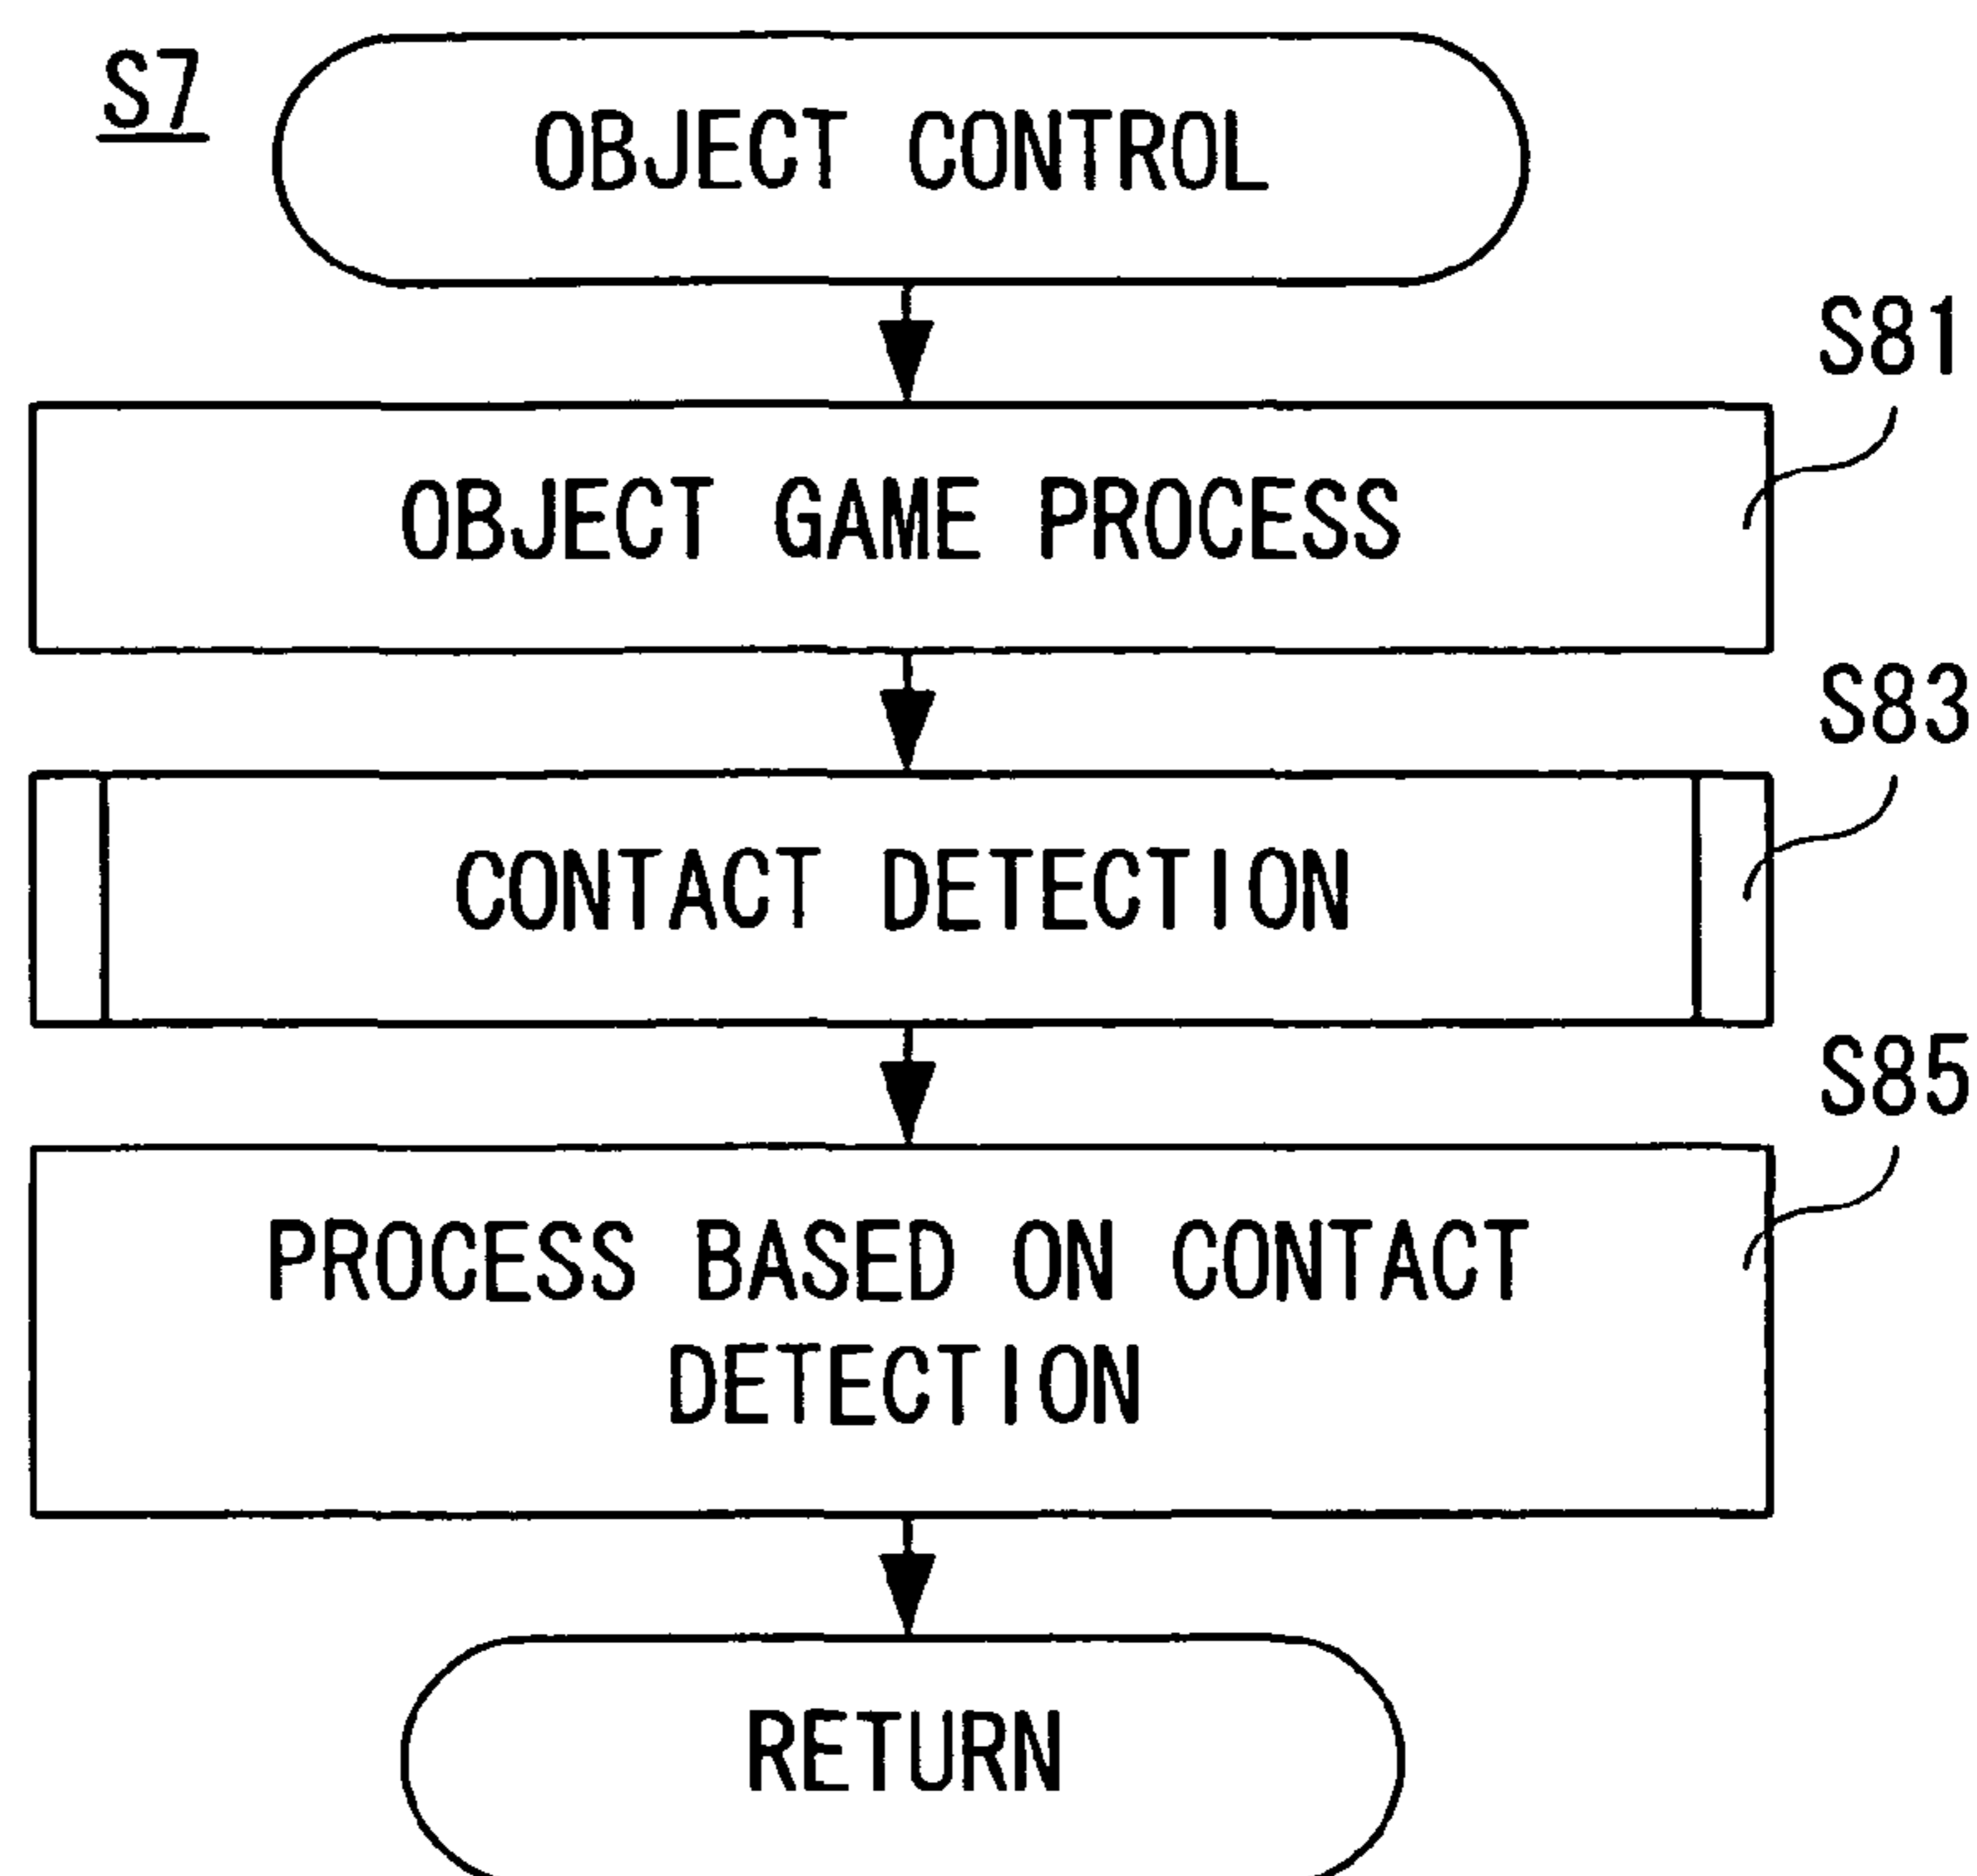 S7
OBJECT CONTROL
S81
OBJECT GAME PROCESS
S83
CONTACT DETECTION
S85
PROCESS BASED ON CONTACT
DETECTION
RETURN